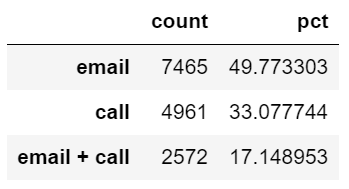 count pct
email 7465 49.773303
call 4961 33.077744
email + call 2572 17.148953